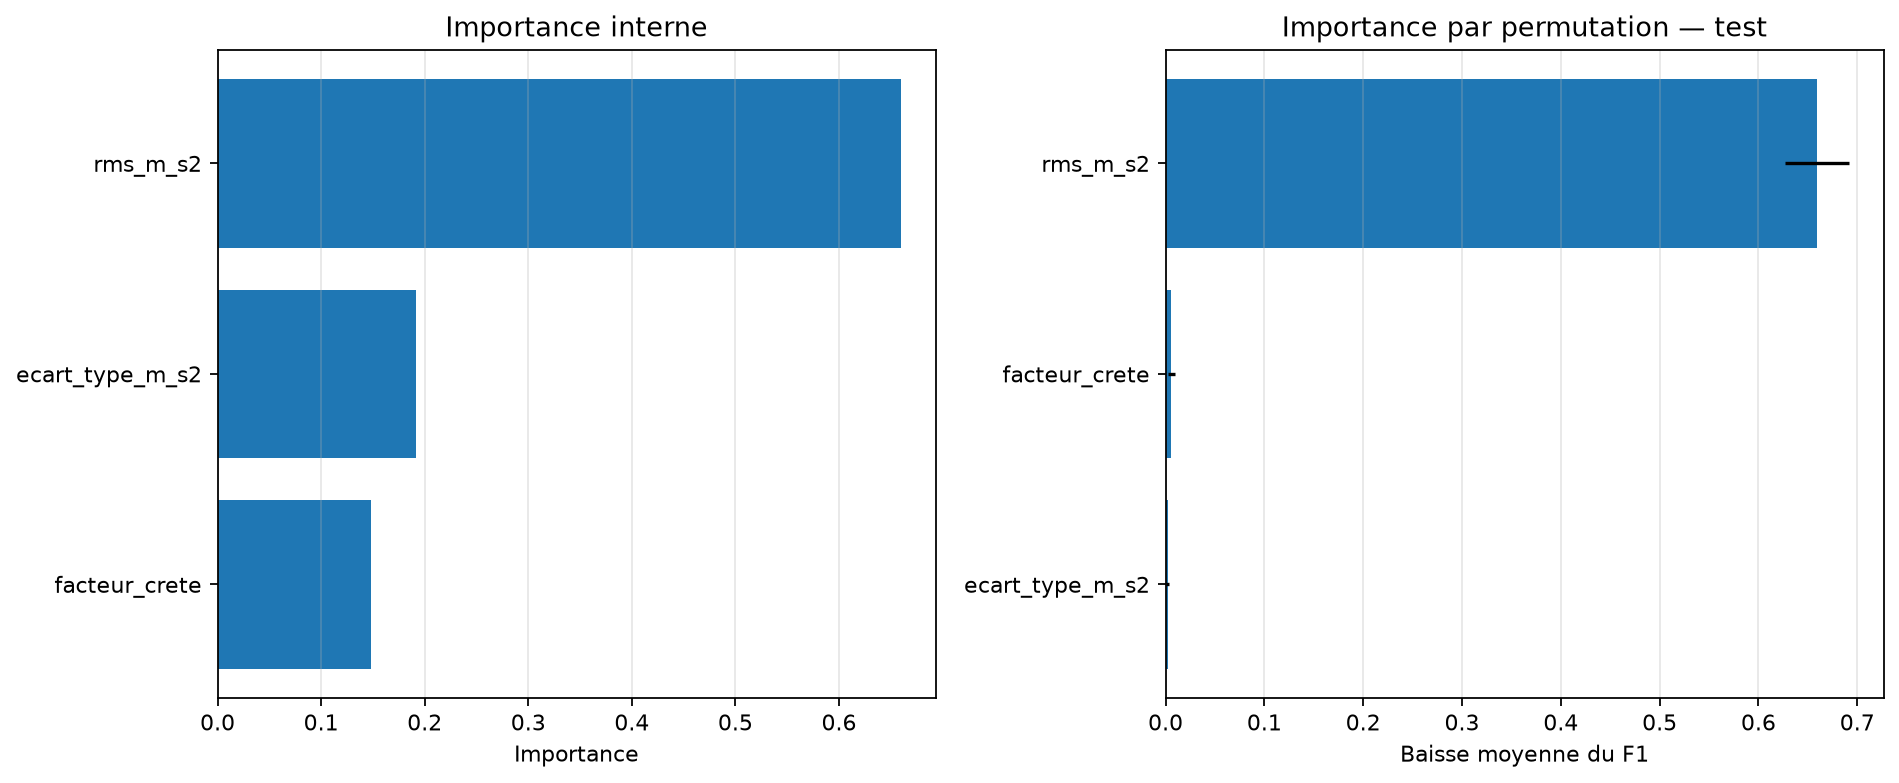 Importance interne
rms_m_s2
ecart_type_m_s2
facteur_crete
0.0 0.1 0.2 0.3 0.4 0.5 0.6
Importance
Importance par permutation — test
rms_m_s2
facteur_crete
ecart_type_m_s2
0.0 0.1 0.2 0.3 0.4 0.5 0.6 0.7
Baisse moyenne du F1